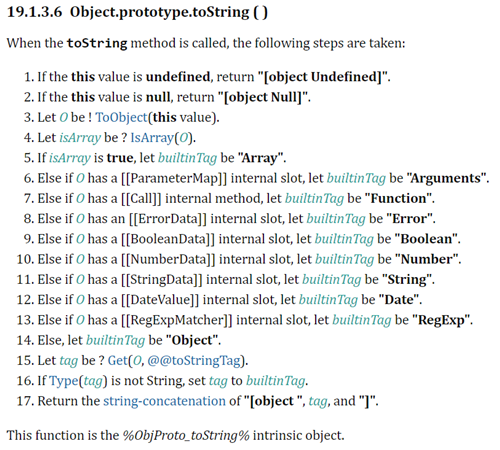 19.1.3.6 Object.prototype.toString ( )
When the toString method is called, the following steps are taken:
1. If the this value is undefined, return "[object Undefined]".
2. If the this value is null, return "[object Null]".
3. Let O be ! ToObject(this value).
4. Let isArray be ? IsArray(O).
5. If isArray is true, let builtinTag be "Array".
6. Else if O has a [[ParameterMap]] internal slot, let builtinTag be "Arguments".
7. Else if O has a [[Call]] internal method, let builtinTag be "Function".
8. Else if O has an [[ErrorData]] internal slot, let builtinTag be "Error".
9. Else if O has a [[BooleanData]] internal slot, let builtinTag be "Boolean".
10. Else if O has a [[NumberData]] internal slot, let builtinTag be "Number".
11. Else if O has a [[StringData]] internal slot, let builtinTag be "String".
12. Else if O has a [[DateValue]] internal slot, let builtinTag be "Date".
13. Else if O has a [[RegExpMatcher]] internal slot, let builtinTag be "RegExp".
14. Else, let builtinTag be "Object".
15. Let tag be ? Get(O, @@toStringTag).
16. If Type(tag) is not String, set tag to builtinTag.
17. Return the string-concatenation of "[object ", tag, and "]".
This function is the %ObjProto_toString% intrinsic object.